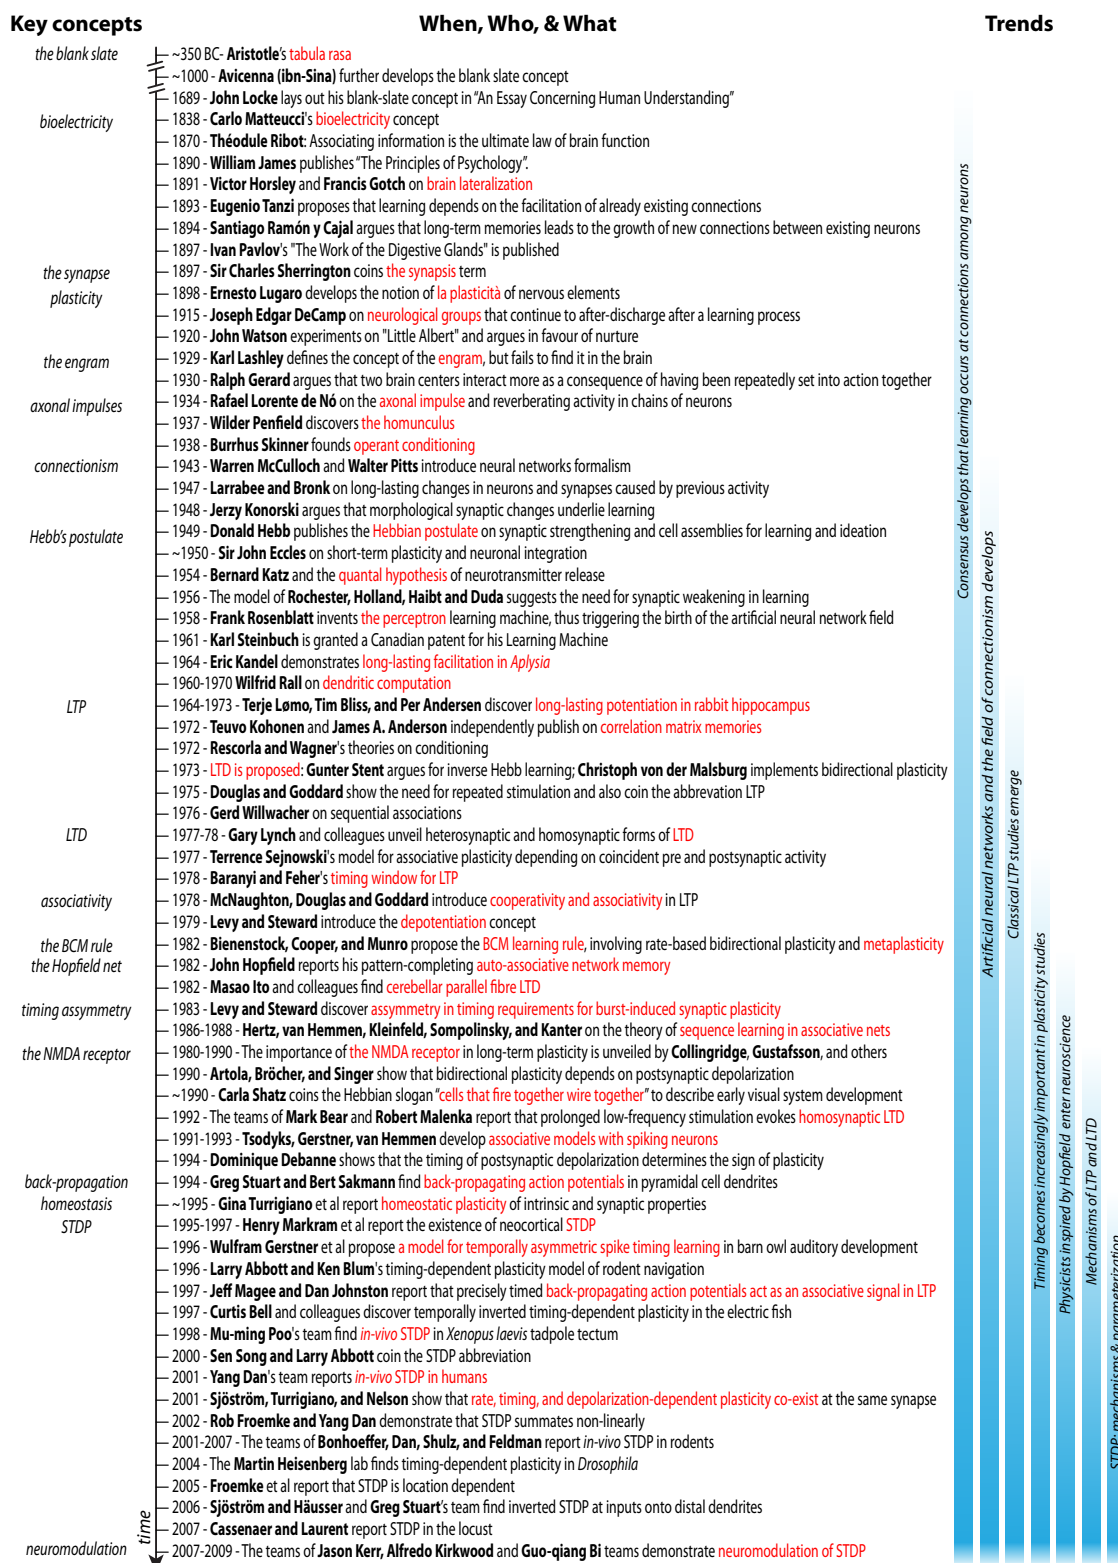 Key concepts
When, Who, & What
Trends
the blank slate
~350 BC- Aristotle's tabula rasa
~1000 - Avicenna (ibn-Sina) further develops the blank slate concept
1689 - John Locke lays out his blank-slate concept in "An Essay Concerning Human Understanding"
bioelectricity
1838 - Carlo Matteucci's bioelectricity concept
1870 - Théodule Ribot: Associating information is the ultimate law of brain function
1890 - William James publishes "The Principles of Psychology".
1891 - Victor Horsley and Francis Gotch on brain lateralization
1893 - Eugenio Tanzi proposes that learning depends on the facilitation of already existing connections
1894 - Santiago Ramón y Cajal argues that long-term memories leads to the growth of new connections between existing neurons
1897 - Ivan Pavlov's "The Work of the Digestive Glands" is published
the synapse
1897 - Sir Charles Sherrington coins the synapsis term
plasticity
1898 - Ernesto Lugaro develops the notion of la plasticità of nervous elements
1915 - Joseph Edgar DeCamp on neurological groups that continue to after-discharge after a learning process
1920 - John Watson experiments on "Little Albert" and argues in favour of nurture
the engram
1929 - Karl Lashley defines the concept of the engram, but fails to find it in the brain
1930 - Ralph Gerard argues that two brain centers interact more as a consequence of having been repeatedly set into action together
axonal impulses
1934 - Rafael Lorente de Nó on the axonal impulse and reverberating activity in chains of neurons
1937 - Wilder Penfield discovers the homunculus
1938 - Burrhus Skinner founds operant conditioning
connectionism
1943 - Warren McCulloch and Walter Pitts introduce neural networks formalism
1947 - Larrabee and Bronk on long-lasting changes in neurons and synapses caused by previous activity
1948 - Jerzy Konorski argues that morphological synaptic changes underlie learning
Hebb's postulate
1949 - Donald Hebb publishes the Hebbian postulate on synaptic strengthening and cell assemblies for learning and ideation
~1950 - Sir John Eccles on short-term plasticity and neuronal integration
1954 - Bernard Katz and the quantal hypothesis of neurotransmitter release
1956 - The model of Rochester, Holland, Haibt and Duda suggests the need for synaptic weakening in learning
1958 - Frank Rosenblatt invents the perceptron learning machine, thus triggering the birth of the artificial neural network field
1961 - Karl Steinbuch is granted a Canadian patent for his Learning Machine
1964 - Eric Kandel demonstrates long-lasting facilitation in Aplysia
1960-1970 Wilfrid Rall on dendritic computation
LTP
1964-1973 - Terje Lømo, Tim Bliss, and Per Andersen discover long-lasting potentiation in rabbit hippocampus
1972 - Teuvo Kohonen and James A. Anderson independently publish on correlation matrix memories
1972 - Rescorla and Wagner's theories on conditioning
1973 - LTD is proposed: Gunter Stent argues for inverse Hebb learning; Christoph von der Malsburg implements bidirectional plasticity
1975 - Douglas and Goddard show the need for repeated stimulation and also coin the abbrevation LTP
1976 - Gerd Willwacher on sequential associations
LTD
1977-78 - Gary Lynch and colleagues unveil heterosynaptic and homosynaptic forms of LTD
1977 - Terrence Sejnowski's model for associative plasticity depending on coincident pre and postsynaptic activity
1978 - Baranyi and Feher's timing window for LTP
associativity
1978 - McNaughton, Douglas and Goddard introduce cooperativity and associativity in LTP
1979 - Levy and Steward introduce the depotentiation concept
the BCM rule
1982 - Bienenstock, Cooper, and Munro propose the BCM learning rule, involving rate-based bidirectional plasticity and metaplasticity
the Hopfield net
1982 - John Hopfield reports his pattern-completing auto-associative network memory
1982 - Masao Ito and colleagues find cerebellar parallel fibre LTD
timing assymetry
1983 - Levy and Steward discover assymetry in timing requirements for burst-induced synaptic plasticity
1986-1988 - Hertz, van Hemmen, Kleinfeld, Sompolinsky, and Kanter on the theory of sequence learning in associative nets
the NMDA receptor
1980-1990 - The importance of the NMDA receptor in long-term plasticity is unveiled by Collingridge, Gustafsson, and others
1990 - Artola, Bröcher, and Singer show that bidirectional plasticity depends on postsynaptic depolarization
~1990 - Carla Shatz coins the Hebbian slogan "cells that fire together wire together" to describe early visual system development
1992 - The teams of Mark Bear and Robert Malenka report that prolonged low-frequency stimulation evokes homosynaptic LTD
1991-1993 - Tsodyks, Gerstner, van Hemmen develop associative models with spiking neurons
1994 - Dominique Debanne shows that the timing of postsynaptic depolarization determines the sign of plasticity
back-propagation
1994 - Greg Stuart and Bert Sakmann find back-propagating action potentials in pyramidal cell dendrites
homeostasis
~1995 - Gina Turrigiano et al report homeostatic plasticity of intrinsic and synaptic properties
STDP
1995-1997 - Henry Markram et al report the existence of neocortical STDP
1996 - Wulfram Gerstner et al propose a model for temporally asymmetric spike timing learning in barn owl auditory development
1996 - Larry Abbott and Ken Blum's timing-dependent plasticity model of rodent navigation
1997 - Jeff Magee and Dan Johnston report that precisely timed back-propagating action potentials act as an associative signal in LTP
1997 - Curtis Bell and colleagues discover temporally inverted timing-dependent plasticity in the electric fish
1998 - Mu-ming Poo's team find in-vivo STDP in Xenopus laevis tadpole tectum
2000 - Sen Song and Larry Abbott coin the STDP abbreviation
2001 - Yang Dan's team reports in-vivo STDP in humans
2001 - Sjöström, Turrigiano, and Nelson show that rate, timing, and depolarization-dependent plasticity co-exist at the same synapse
2002 - Rob Froemke and Yang Dan demonstrate that STDP summates non-linearly
2001-2007 - The teams of Bonhoeffer, Dan, Shulz, and Feldman report in-vivo STDP in rodents
2004 - The Martin Heisenberg lab finds timing-dependent plasticity in Drosophila
2005 - Froemke et al report that STDP is location dependent
2006 - Sjöström and Häusser and Greg Stuart's team find inverted STDP at inputs onto distal dendrites
2007 - Cassenaer and Laurent report STDP in the locust
neuromodulation
2007-2009 - The teams of Jason Kerr, Alfredo Kirkwood and Guo-qiang Bi teams demonstrate neuromodulation of STDP
time
Consensus develops that learning occurs at connections among neurons
Artificial neural networks and the field of connectionism develops
Classical LTP studies emerge
Timing becomes increasingly important in plasticity studies
Physicists inspired by Hopfield enter neuroscience
Mechanisms of LTP and LTD
STDP: mechanisms & parameterization